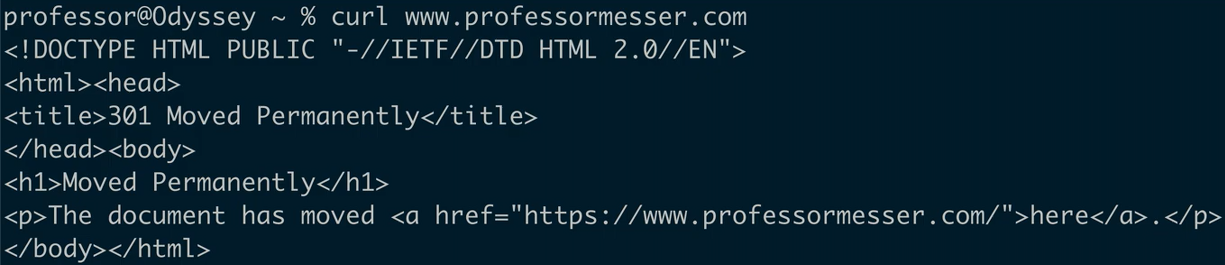 professor@Odyssey ~ % curl www.professormesser.com
<!DOCTYPE HTML PUBLIC "-//IETF//DTD HTML 2.0//EN">
<html><head>
<title>301 Moved Permanently</title>
</head><body>
<h1>Moved Permanently</h1>
<p>The document has moved <a href="https://www.professormesser.com/">here</a>.</p>
</body></html>